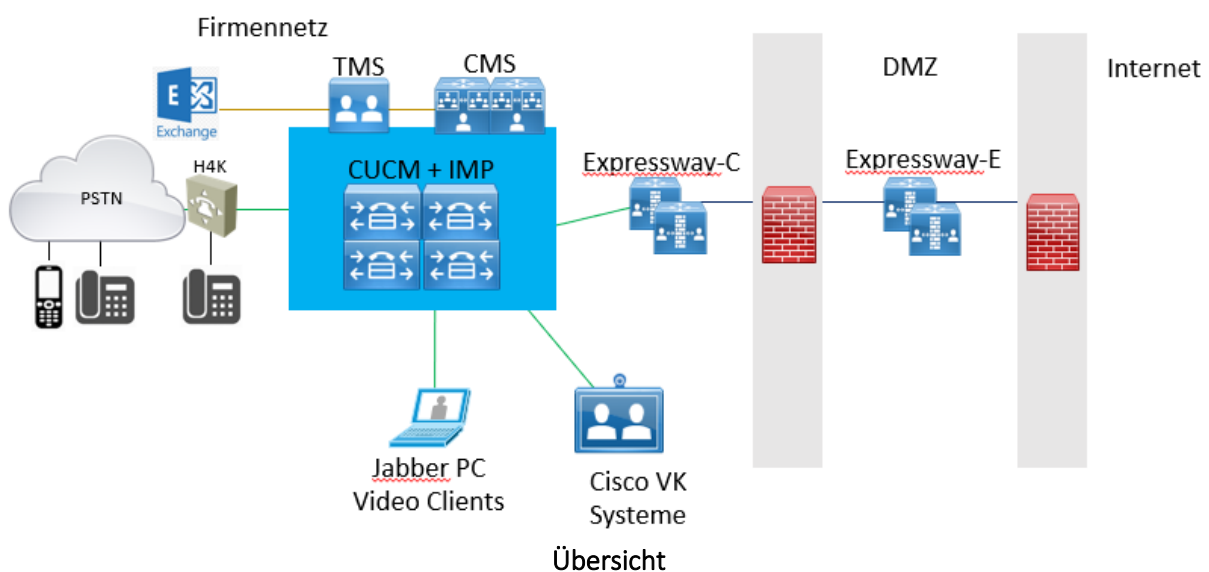 Firmennetz
TMS
CMS
DMZ
Internet
E
Exchange
H4K
CUCM + IMP
Expressway-C
Expressway-E
PSTN
Jabber PC
Video Clients
Cisco VK
Systeme
Übersicht